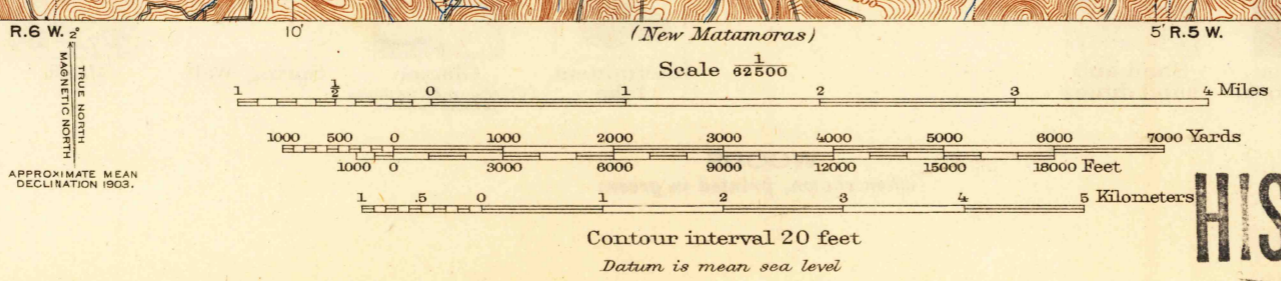 R.6 W. 2° 10' (New Matamoras) 5' R.5 W.
Scale 1/62500
TRUE NORTH
MAGNETIC NORTH
APPROXIMATE MEAN
DECLINATION 1903.
1 1/2 0 1 2 3 4 Miles
1000 500 0 1000 2000 3000 4000 5000 6000 7000 Yards
1000 0 3000 6000 9000 12000 15000 18000 Feet
1 .5 0 1 2 3 4 5 Kilometers
HIS
Contour interval 20 feet
Datum is mean sea level